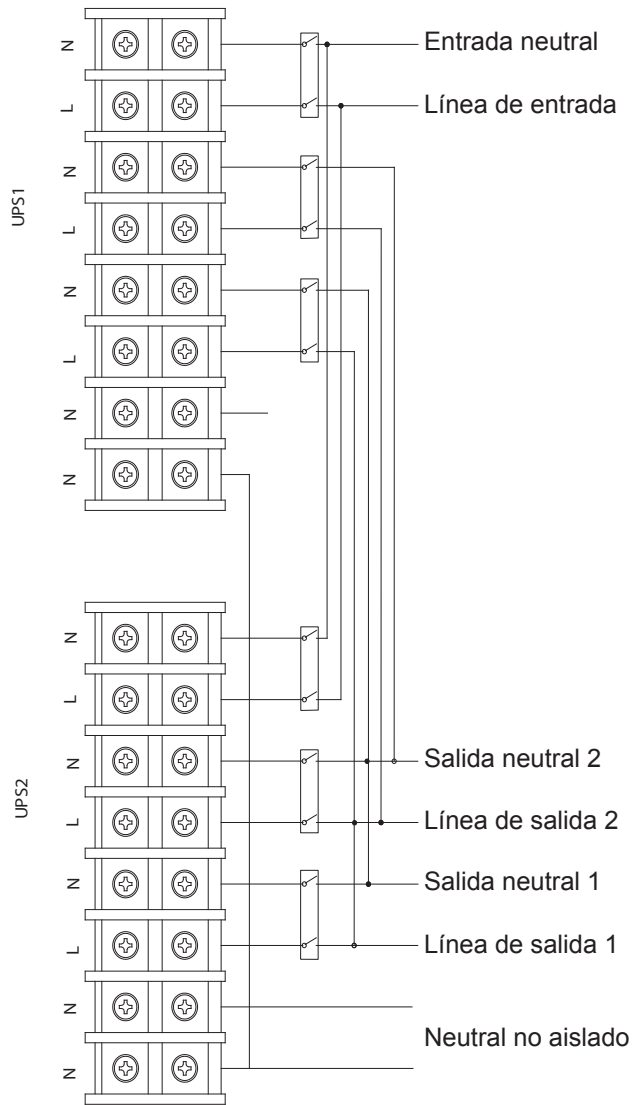 UPS1
N
L
N
L
N
L
N
N
Entrada neutral
Línea de entrada
UPS2
N
L
N
L
N
L
N
N
Salida neutral 2
Línea de salida 2
Salida neutral 1
Línea de salida 1
Neutral no aislado